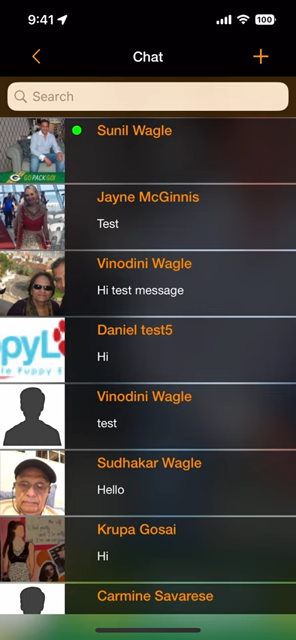 9:41
100
Chat
Search
GO PACK GO!
Sunil Wagle
Jayne McGinnis
Test
Vinodini Wagle
Hi test message
pyL
Daniel test5
Hi
Vinodini Wagle
test
Sudhakar Wagle
Hello
Krupa Gosai
Hi
Carmine Savarese